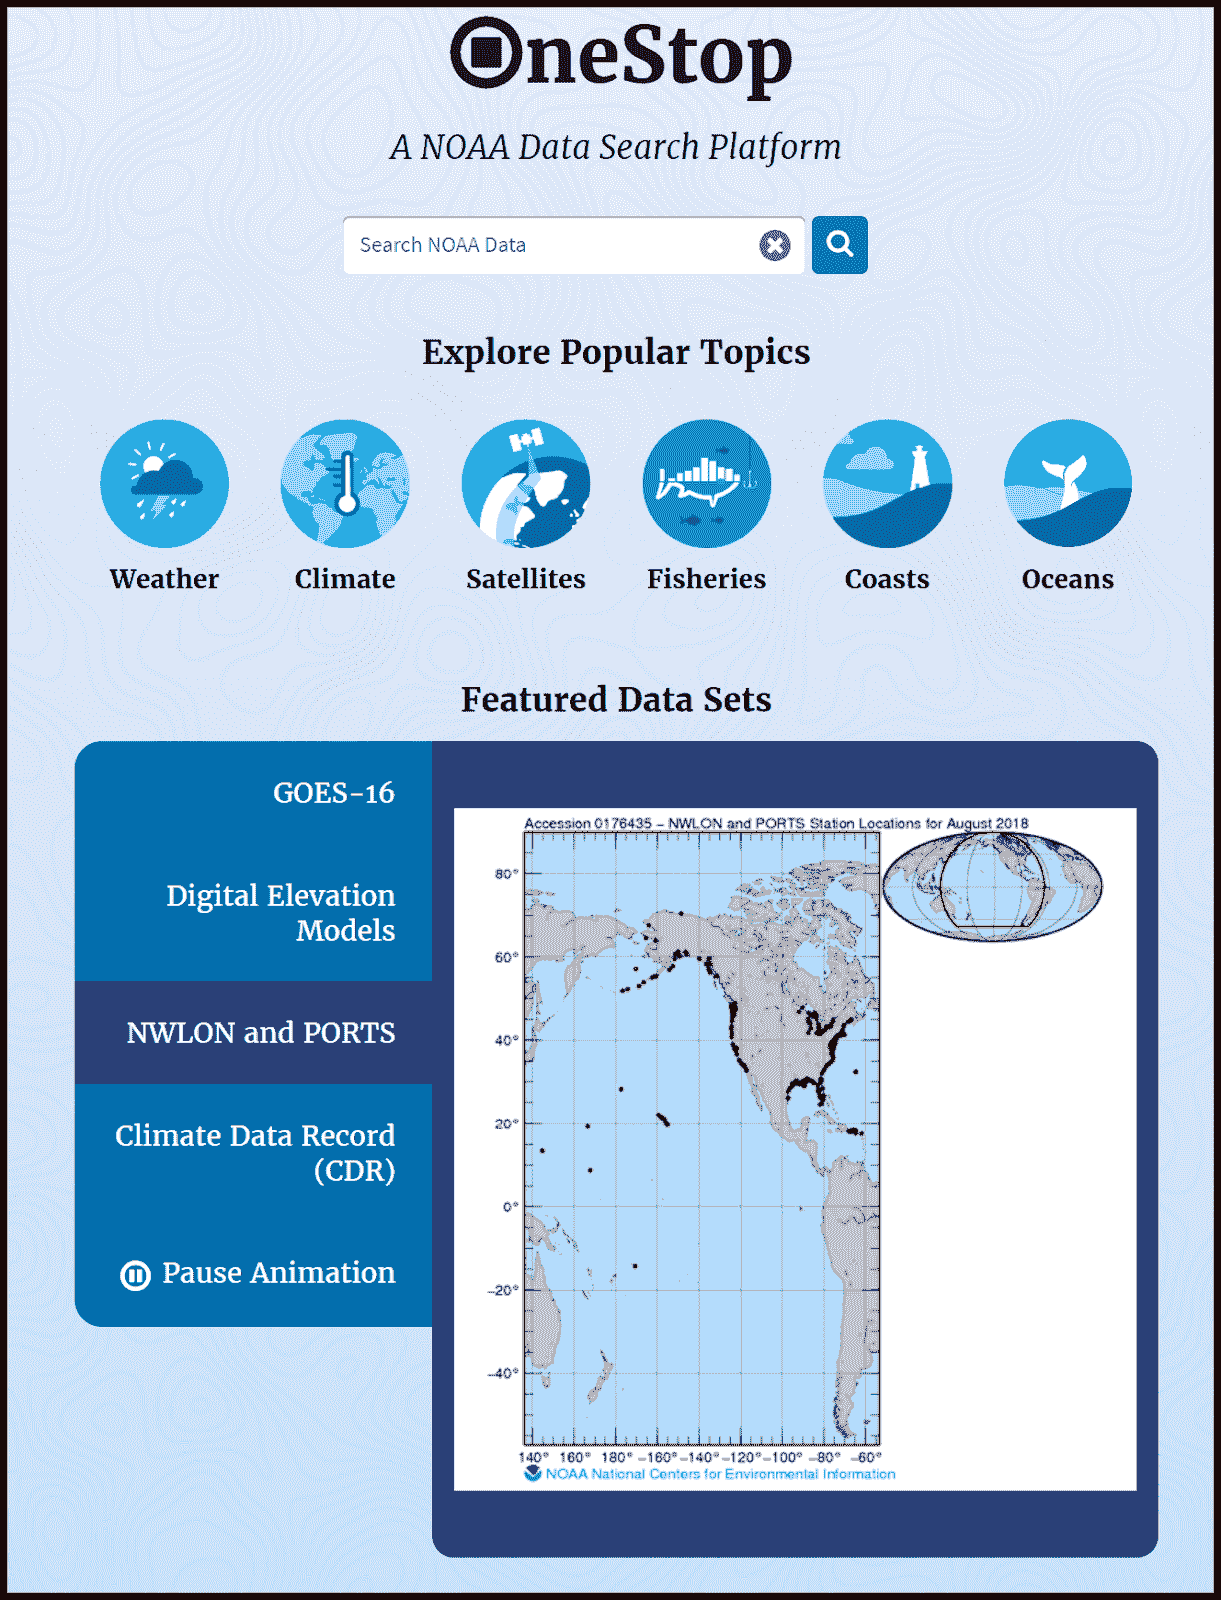 OneStop
A NOAA Data Search Platform
Search NOAA Data
Explore Popular Topics
Weather
Climate
Satellites
Fisheries
Coasts
Oceans
Featured Data Sets
GOES-16
Digital Elevation
Models
NWLON and PORTS
Climate Data Record
(CDR)
Pause Animation
Accession 0176435 – NWLON and PORTS Station Locations for August 2018
80°
60°
40°
20°
0°
-20°
-40°
140° 160° 180° -160° -140° -120° -100° -80° -60°
NOAA National Centers for Environmental Information